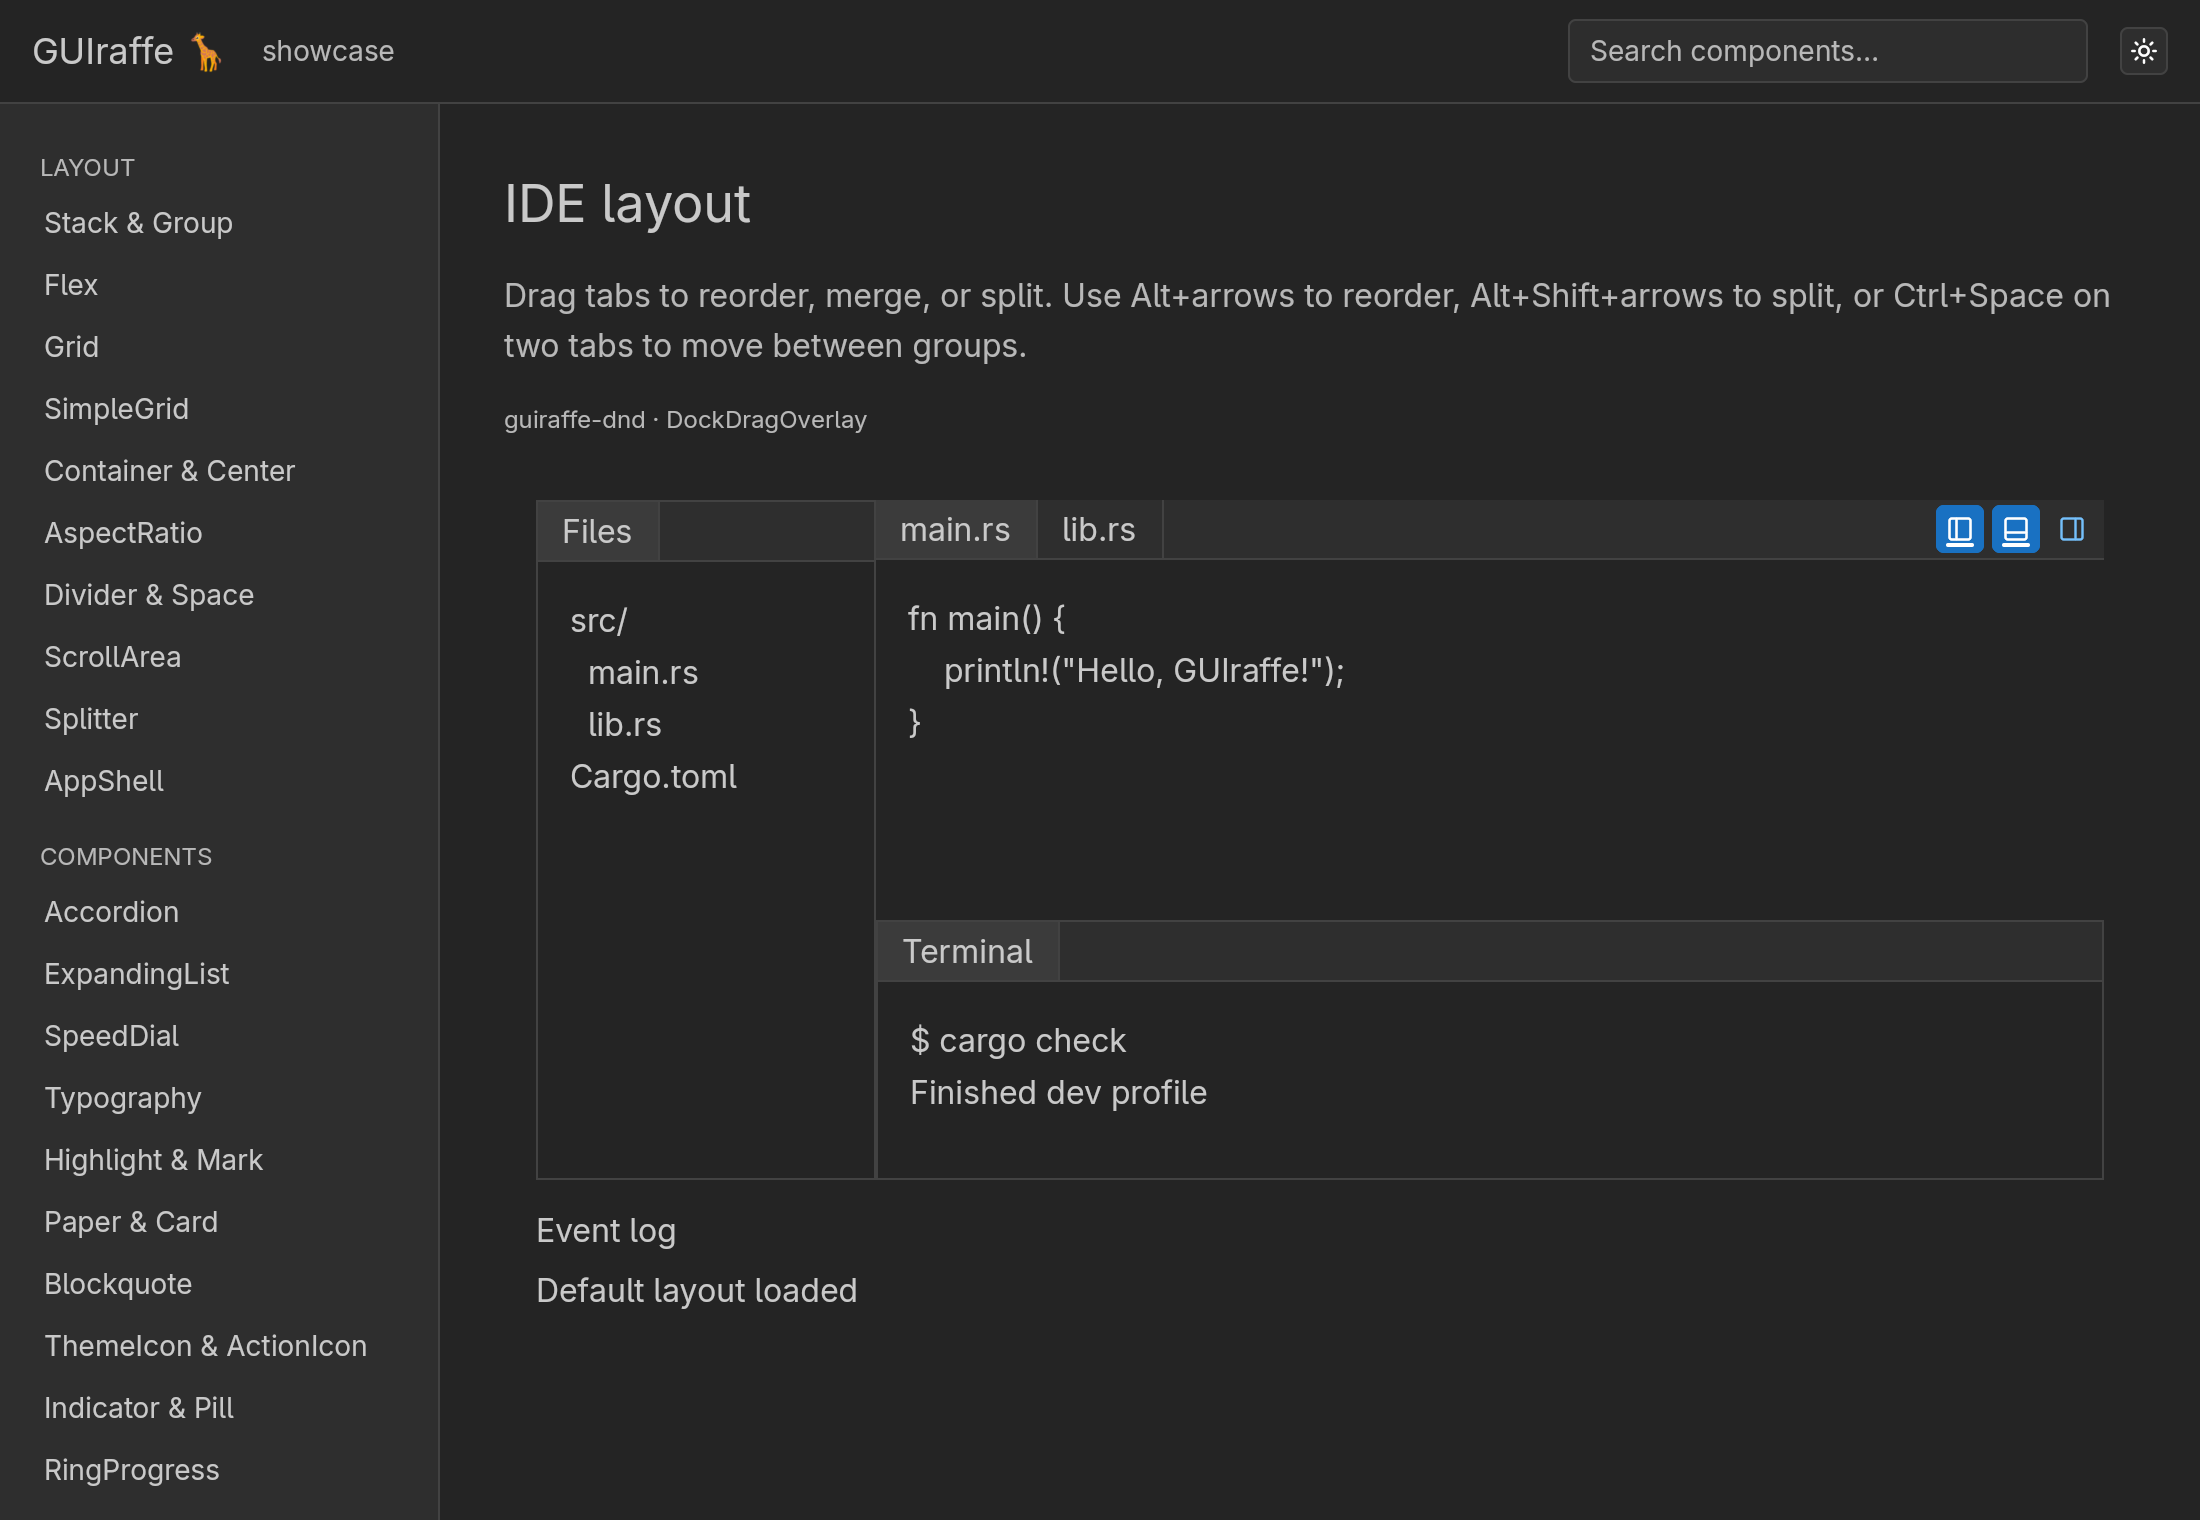 GUIraffe 🦒 showcase
Search components...
LAYOUT
Stack & Group
Flex
Grid
SimpleGrid
Container & Center
AspectRatio
Divider & Space
ScrollArea
Splitter
AppShell
COMPONENTS
Accordion
ExpandingList
SpeedDial
Typography
Highlight & Mark
Paper & Card
Blockquote
ThemeIcon & ActionIcon
Indicator & Pill
RingProgress
IDE layout
Drag tabs to reorder, merge, or split. Use Alt+arrows to reorder, Alt+Shift+arrows to split, or Ctrl+Space on
two tabs to move between groups.
guiraffe-dnd · DockDragOverlay
Files
src/
  main.rs
  lib.rs
Cargo.toml
main.rs lib.rs
fn main() {
    println!("Hello, GUIraffe!");
}
Terminal
$ cargo check
Finished dev profile
Event log
Default layout loaded